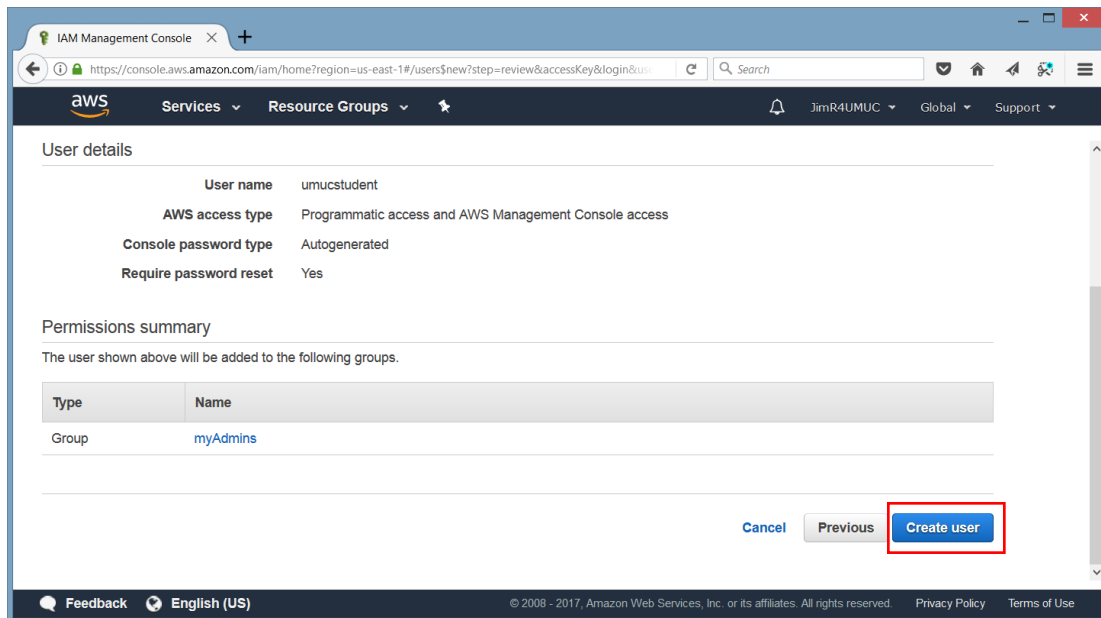 IAM Management Console
https://console.aws.amazon.com/iam/home?region=us-east-1#/users$new?step=review&accessKey&login&use
Search
aws Services Resource Groups JimR4UMUC Global Support
User details
User name umucstudent
AWS access type Programmatic access and AWS Management Console access
Console password type Autogenerated
Require password reset Yes
Permissions summary
The user shown above will be added to the following groups.
Type Name
Group myAdmins
Cancel Previous Create user
Feedback English (US) © 2008 - 2017, Amazon Web Services, Inc. or its affiliates. All rights reserved. Privacy Policy Terms of Use